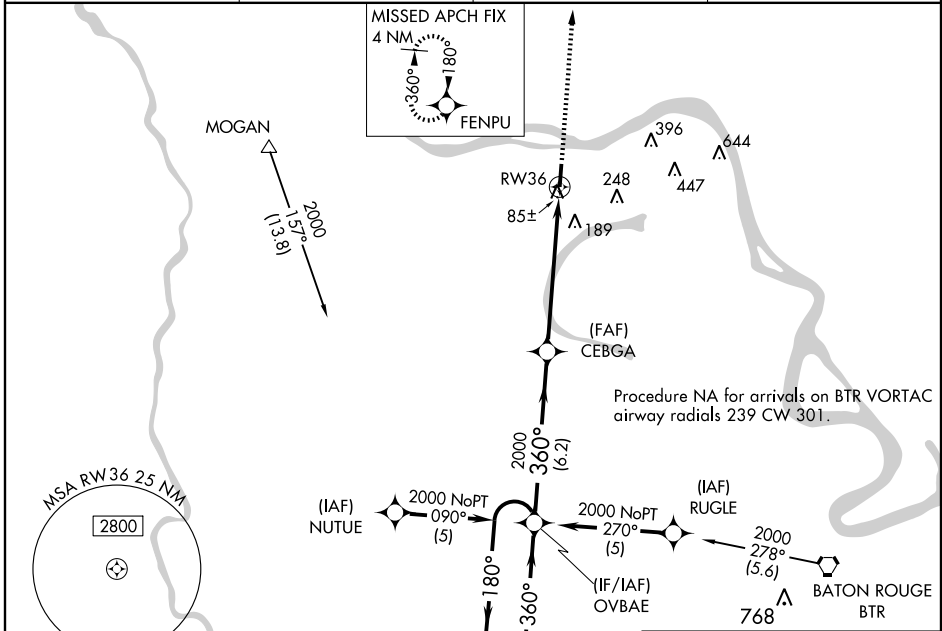 MISSED APCH FIX
4 NM
360°
180°
FENPU
MOGAN
2000
157°
(13.8)
396
644
447
248
RW36
85±
189
(FAF)
CEBGA
Procedure NA for arrivals on BTR VORTAC
airway radials 239 CW 301.
2000
360°
(6.2)
MSA RW36 25 NM
2800
(IAF)
NUTUE
2000 NoPT
090°
(5)
2000 NoPT
270°
(5)
(IAF)
RUGLE
2000
278°
(5.6)
BATON ROUGE
BTR
768
(IF/IAF)
OVBAE
180°
360°